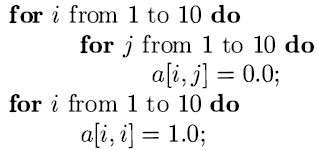 for i from 1 to 10 do
for j from 1 to 10 do
a[i, j] = 0.0;
for i from 1 to 10 do
a[i, i] = 1.0;